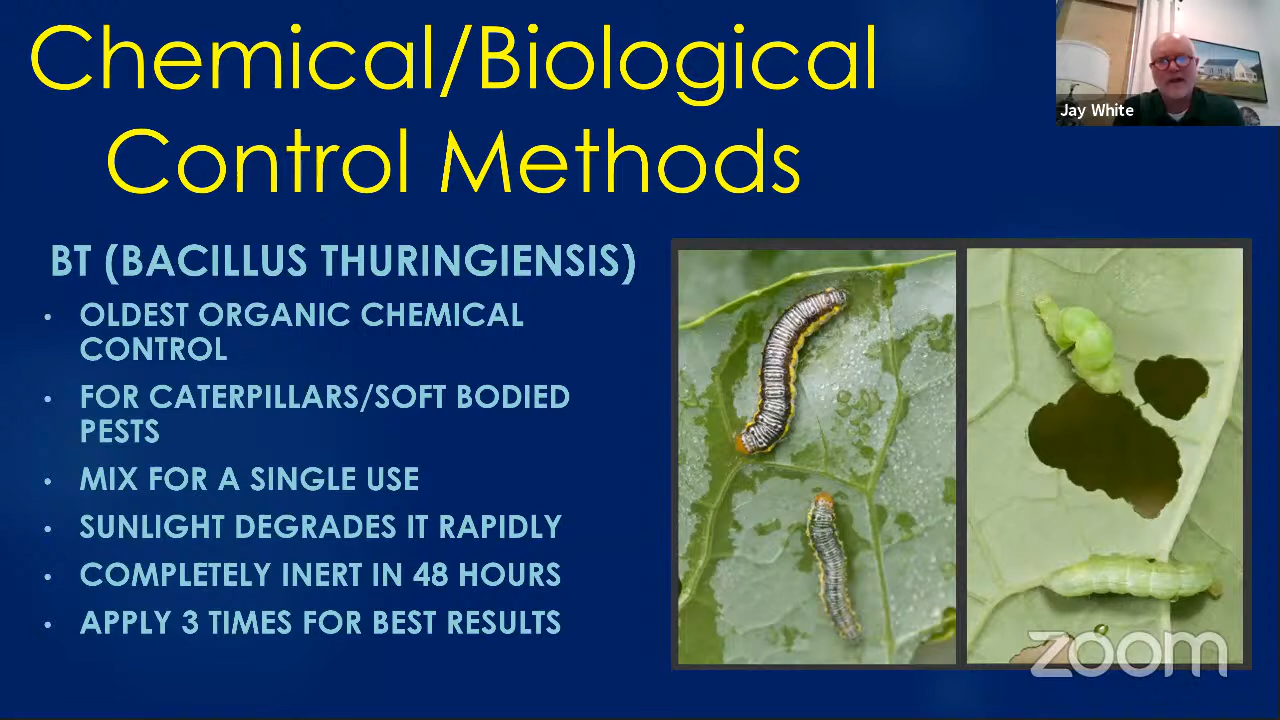 Chemical/Biological
Control Methods
Jay White
BT (BACILLUS THURINGIENSIS)
• OLDEST ORGANIC CHEMICAL
CONTROL
• FOR CATERPILLARS/SOFT BODIED
PESTS
• MIX FOR A SINGLE USE
• SUNLIGHT DEGRADES IT RAPIDLY
• COMPLETELY INERT IN 48 HOURS
• APPLY 3 TIMES FOR BEST RESULTS
zoom